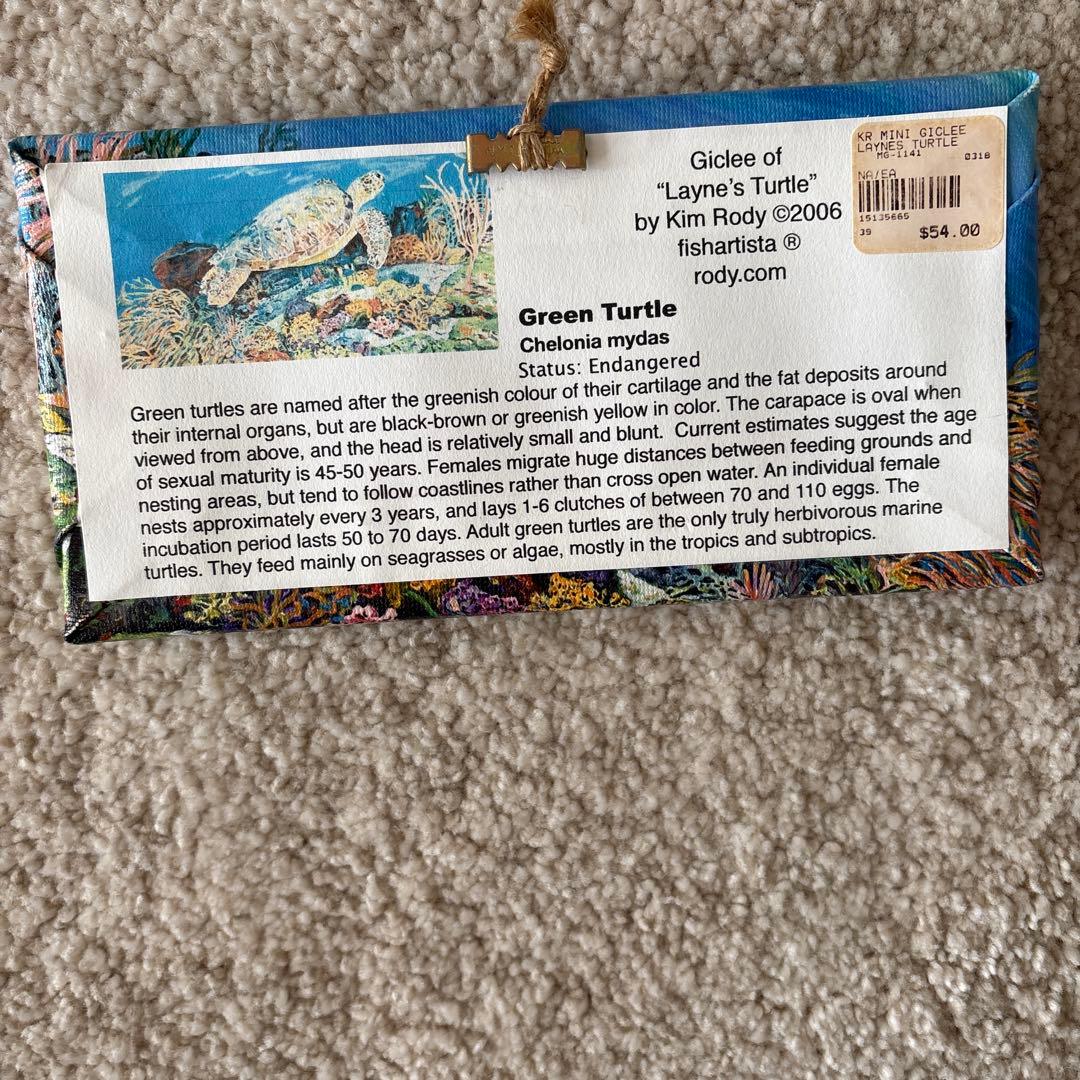 Giclee of
“Layne's Turtle”
by Kim Rody ©2006
fishartista ®
rody.com
KR MINI GICLEE
LAYNES TURTLE
MG-1141 0318
NA/EA
15135665
39 $54.00
Green Turtle
Chelonia mydas
Status: Endangered
Green turtles are named after the greenish colour of their cartilage and the fat deposits around
their internal organs, but are black-brown or greenish yellow in color. The carapace is oval when
viewed from above, and the head is relatively small and blunt. Current estimates suggest the age
of sexual maturity is 45-50 years. Females migrate huge distances between feeding grounds and
nesting areas, but tend to follow coastlines rather than cross open water. An individual female
nests approximately every 3 years, and lays 1-6 clutches of between 70 and 110 eggs. The
incubation period lasts 50 to 70 days. Adult green turtles are the only truly herbivorous marine
turtles. They feed mainly on seagrasses or algae, mostly in the tropics and subtropics.